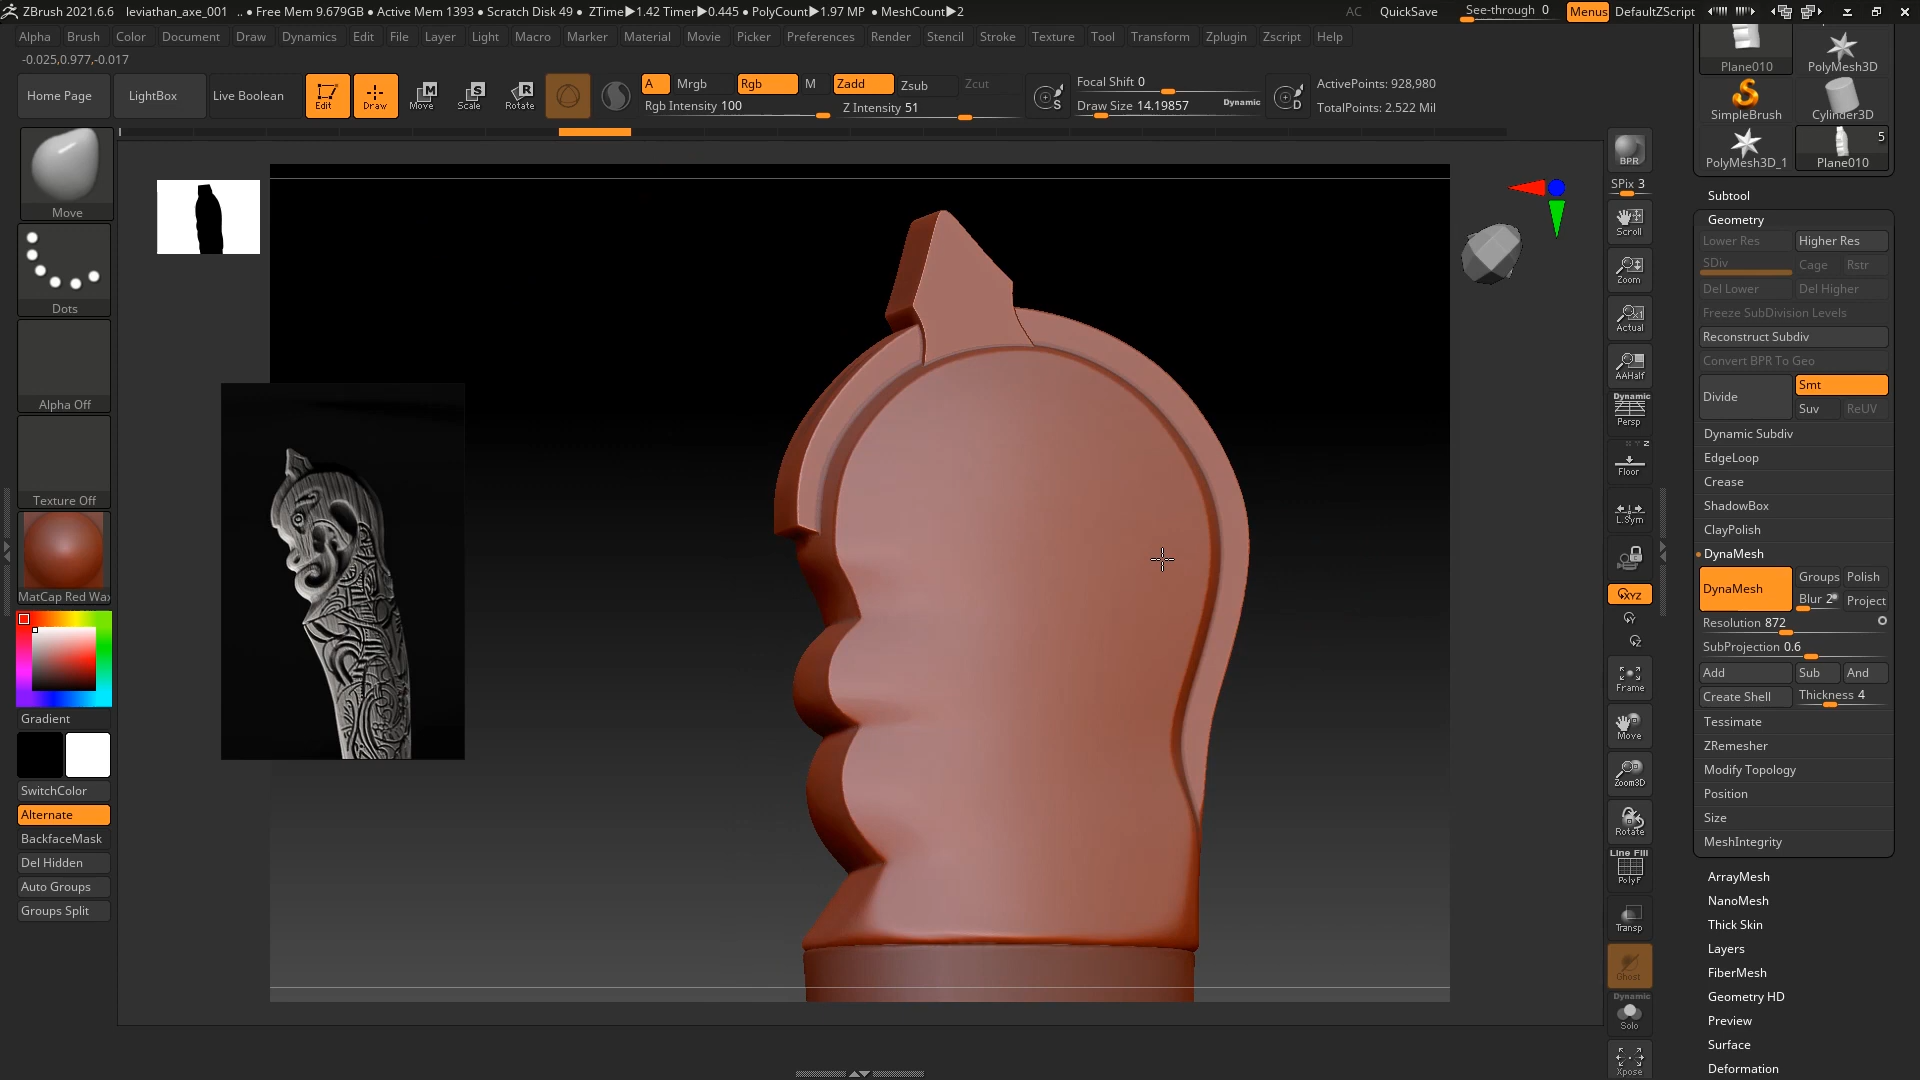 ZBrush 2021.6.6 leviathan_axe_001 .. • Free Mem 9.679GB • Active Mem 1393 • Scratch Disk 49 • ZTime▶1.42 Timer▶0.445 • PolyCount▶1.97 MP • MeshCount▶2 AC QuickSave See-through 0 Menus DefaultZScript
Alpha Brush Color Document Draw Dynamics Edit File Layer Light Macro Marker Material Movie Picker Preferences Render Stencil Stroke Texture Tool Transform Zplugin Zscript Help
-0.025,0.977,-0.017
Home Page LightBox Live Boolean Edit Draw Move Scale Rotate
A Mrgb Rgb M Zadd Zsub Zcut
Rgb Intensity 100 Z Intensity 51
Focal Shift 0
Draw Size 14.19857 Dynamic
ActivePoints: 928,980
TotalPoints: 2.522 Mil
Move
Dots
Alpha Off
Texture Off
MatCap Red Wax
Gradient
SwitchColor
Alternate
BackfaceMask
Del Hidden
Auto Groups
Groups Split
BPR
SPix 3
Scroll
Zoom
Actual
AAHalf
Dynamic
Persp
Floor
L.Sym
XYZ
Y
Z
Frame
Move
Zoom3D
Rotate
Line Fill
PolyF
Transp
Ghost
Dynamic
Solo
Xpose
Plane010 PolyMesh3D
SimpleBrush Cylinder3D
5
PolyMesh3D_1 Plane010
Subtool
Geometry
Lower Res Higher Res
SDiv Cage Rstr
Del Lower Del Higher
Freeze SubDivision Levels
Reconstruct Subdiv
Convert BPR To Geo
Divide Smt
Suv ReUV
Dynamic Subdiv
EdgeLoop
Crease
ShadowBox
ClayPolish
DynaMesh
DynaMesh Groups Polish
Blur 2 Project
Resolution 872
SubProjection 0.6
Add Sub And
Create Shell Thickness 4
Tessimate
ZRemesher
Modify Topology
Position
Size
MeshIntegrity
ArrayMesh
NanoMesh
Thick Skin
Layers
FiberMesh
Geometry HD
Preview
Surface
Deformation